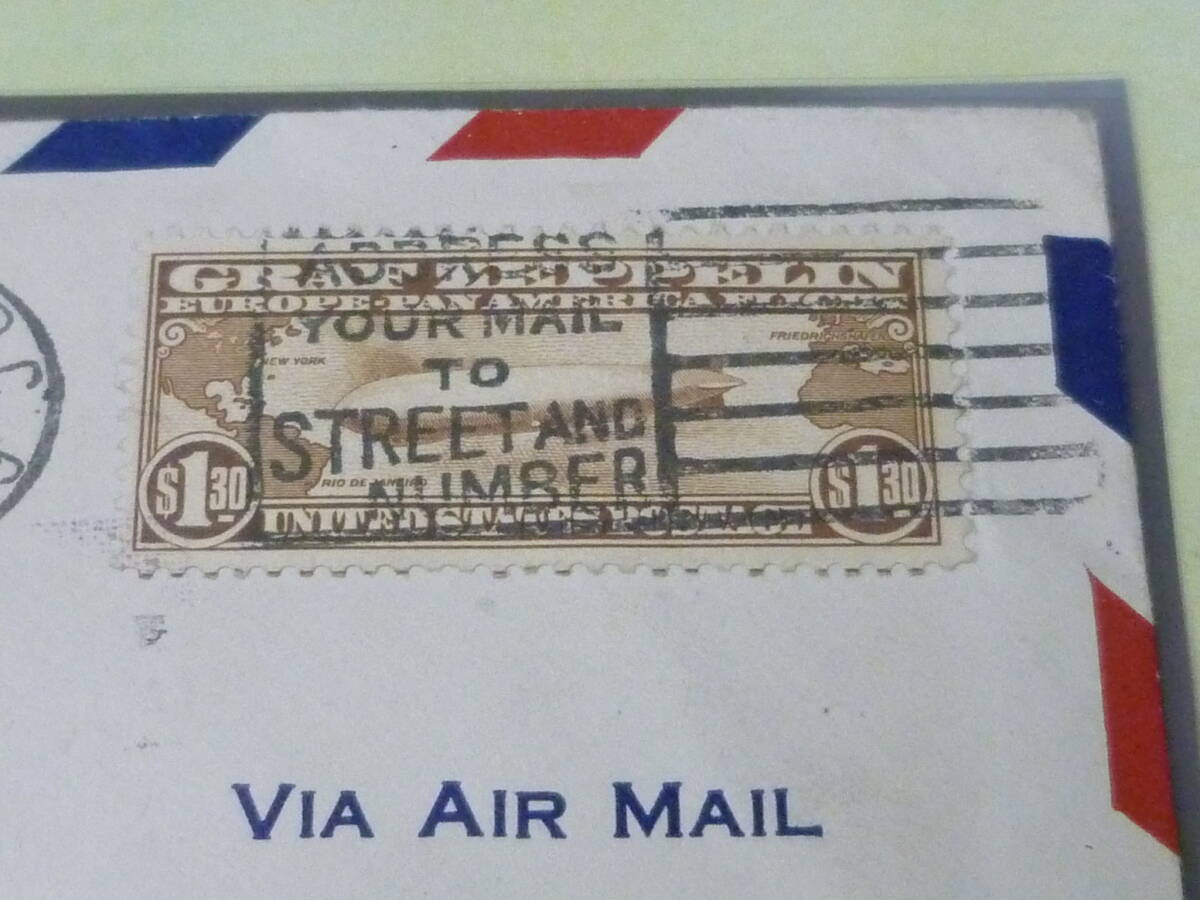 GRAF ZEPPELIN
EUROPE-PAN AMERICA FLIGHT
ADDRESS
YOUR MAIL
TO
STREET AND
NUMBER
NEW YORK
FRIEDRICHSHAFEN
RIO DE JANEIRO
$1 30
$1 30
UNITED STATES POSTAGE
VIA AIR MAIL